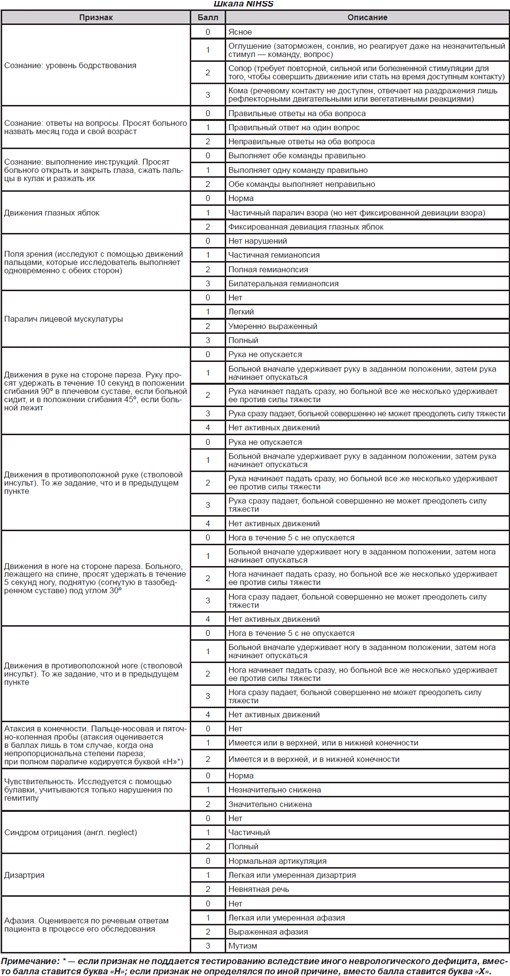 Шкала NIHSS
Признак Балл Описание
Сознание: уровень бодрствования
0 Ясное
1 Оглушение (заторможен, сонлив, но реагирует даже на незначительный
стимул — команду, вопрос)
2 Сопор (требует повторной, сильной или болезненной стимуляции для
того, чтобы совершить движение или стать на время доступным контакту)
3 Кома (речевому контакту не доступен, отвечает на раздражения лишь
рефлекторными двигательными или вегетативными реакциями)
Сознание: ответы на вопросы. Просят больного
назвать месяц года и свой возраст
0 Правильные ответы на оба вопроса
1 Правильный ответ на один вопрос
2 Неправильные ответы на оба вопроса
Сознание: выполнение инструкций. Просят
больного открыть и закрыть глаза, сжать паль-
цы в кулак и разжать их
0 Выполняет обе команды правильно
1 Выполняет одну команду правильно
2 Обе команды выполняет неправильно
Движения глазных яблок
0 Норма
1 Частичный паралич взора (но нет фиксированной девиации взора)
2 Фиксированная девиация глазных яблок
Поля зрения (исследуют с помощью движений
пальцами, которые исследователь выполняет
одновременно с обеих сторон)
0 Нет нарушений
1 Частичная гемианопсия
2 Полная гемианопсия
3 Билатеральная гемианопсия
Паралич лицевой мускулатуры
0 Нет
1 Легкий
2 Умеренно выраженный
3 Полный
Движения в руке на стороне пареза. Руку про-
сят удержать в течение 10 секунд в положении
сгибания 90º в плечевом суставе, если больной
сидит, и в положении сгибания 45º, если боль-
ной лежит
0 Рука не опускается
1 Больной вначале удерживает руку в заданном положении, затем рука
начинает опускаться
2 Рука начинает падать сразу, но больной все же несколько удерживает
ее против силы тяжести
3 Рука сразу падает, больной совершенно не может преодолеть силу тяжести
4 Нет активных движений
Движения в противоположной руке (стволовой
инсульт). То же задание, что и в предыдущем
пункте
0 Рука не опускается
1 Больной вначале удерживает руку в заданном положении, затем рука
начинает опускаться
2 Рука начинает падать сразу, но больной все же несколько удерживает
ее против силы тяжести
3 Рука сразу падает, больной совершенно не может преодолеть силу
тяжести
4 Нет активных движений
Движения в ноге на стороне пареза. Больного,
лежащего на спине, просят удержать в течение
5 секунд ногу, поднятую (согнутую в тазобед-
ренном суставе) под углом 30º
0 Нога в течение 5 с не опускается
1 Больной вначале удерживает ногу в заданном положении, затем нога
начинает опускаться
2 Нога начинает падать сразу, но больной все же несколько удерживает
ее против силы тяжести
3 Нога сразу падает, больной совершенно не может преодолеть силу
тяжести
4 Нет активных движений
Движения в противоположной ноге (стволовой
инсульт). То же задание, что и в предыдущем
пункте
0 Нога в течение 5 с не опускается
1 Больной вначале удерживает ногу в заданном положении, затем нога
начинает опускаться
2 Нога начинает падать сразу, но больной все же несколько удерживает
ее против силы тяжести
3 Нога сразу падает, больной совершенно не может преодолеть силу
тяжести
4 Нет активных движений
Атаксия в конечности. Пальце-носовая и пяточ-
но-коленная пробы (атаксия оценивается
в баллах лишь в том случае, когда она
непропорциональна степени пареза;
при полном параличе кодируется буквой «Н»*)
0 Нет
1 Имеется или в верхней, или в нижней конечности
2 Имеется и в верхней, и в нижней конечности
Чувствительность. Исследуется с помощью
булавки, учитываются только нарушения по
гемитипу
0 Норма
1 Незначительно снижена
2 Значительно снижена
Синдром отрицания (англ. neglect)
0 Нет
1 Частичный
2 Полный
Дизартрия
0 Нормальная артикуляция
1 Легкая или умеренная дизартрия
2 Невнятная речь
Афазия. Оценивается по речевым ответам
пациента в процессе его обследования
0 Нет
1 Легкая или умеренная афазия
2 Выраженная афазия
3 Мутизм
Примечание: * — если признак не поддается тестированию вследствие иного неврологического дефицита, вмес-
то балла ставится буква «Н»; если признак не определялся по иной причине, вместо балла ставится буква «Х».